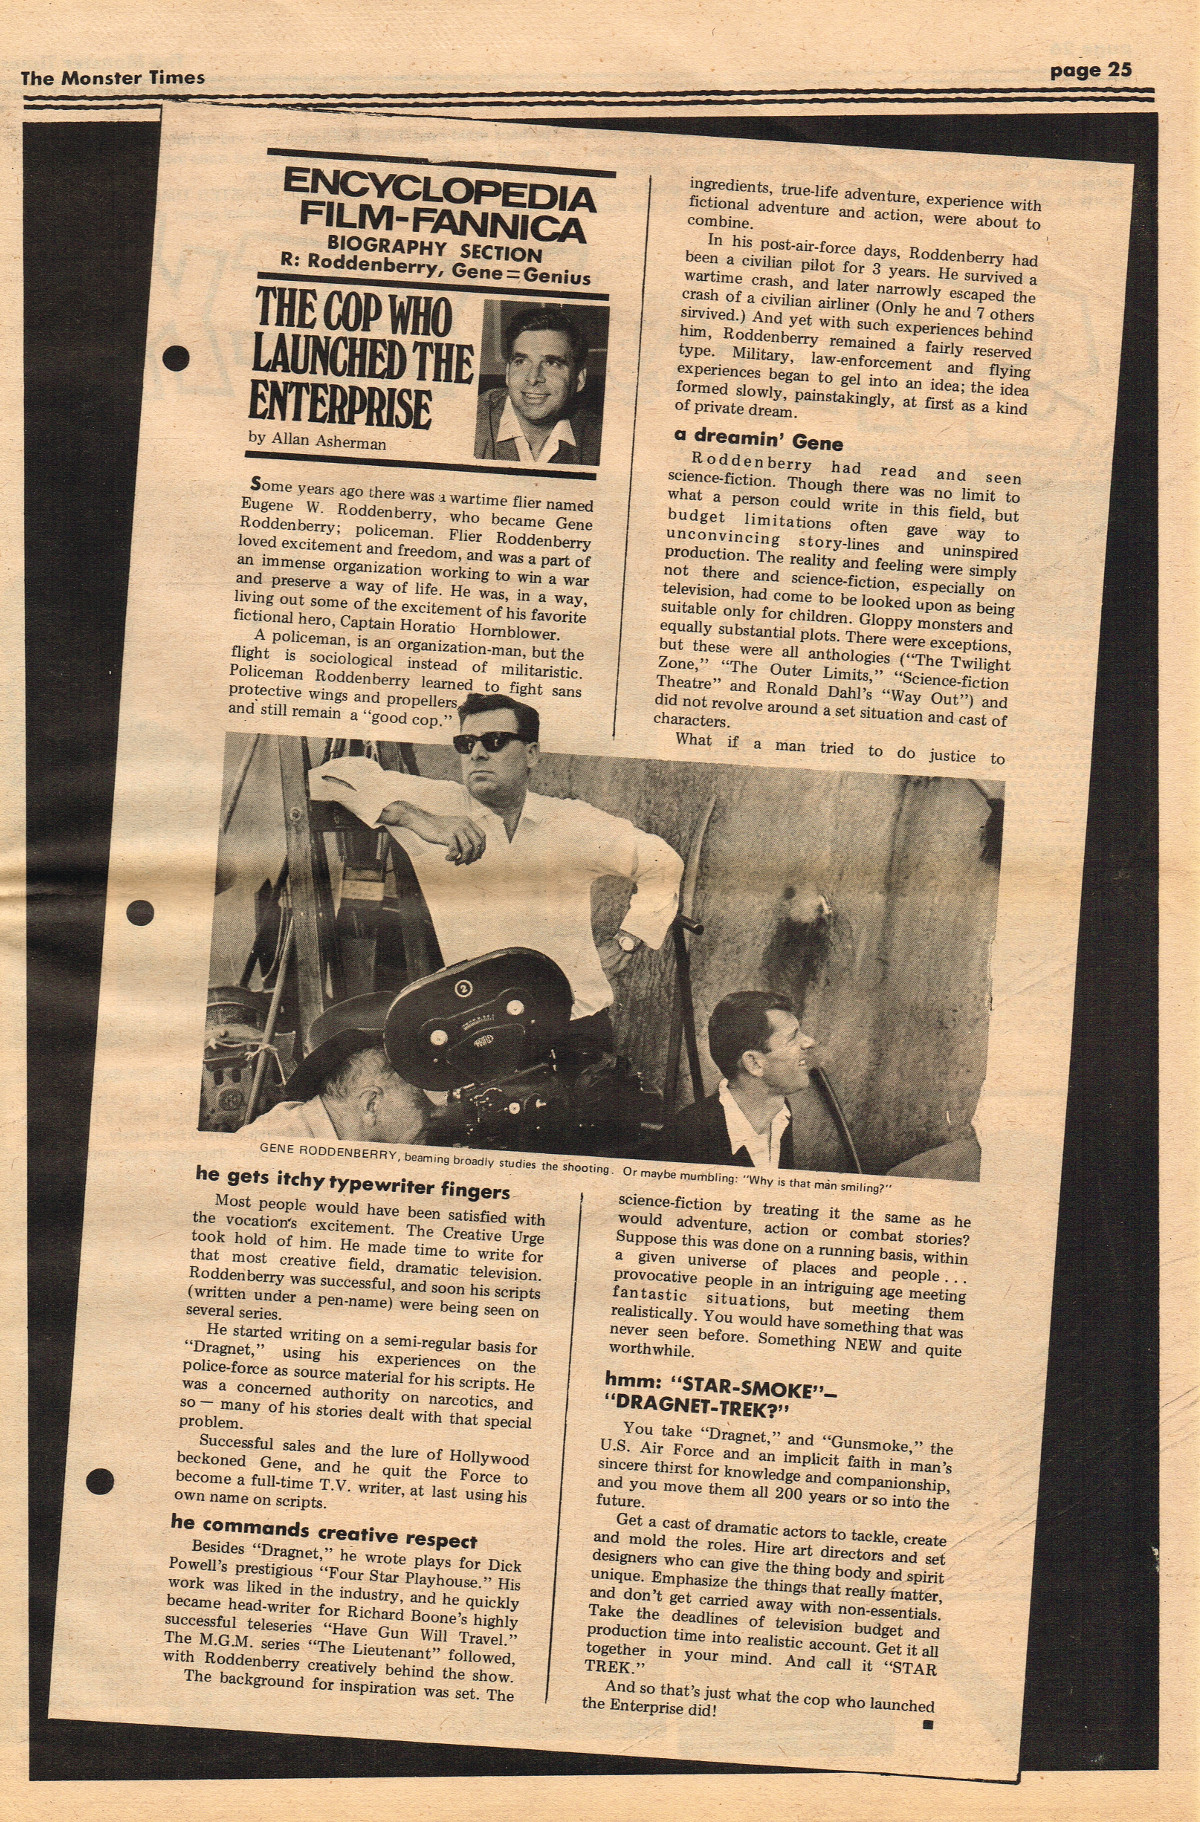 The Monster Times
page 25
ENCYCLOPEDIA
FILM-FANNICA
BIOGRAPHY SECTION
R: Roddenberry, Gene=Genius
THE COP WHO
LAUNCHED THE
ENTERPRISE
by Allan Asherman
Some years ago there was a wartime flier named
Eugene W. Roddenberry, who became Gene
Roddenberry; policeman. Flier Roddenberry
loved excitement and freedom, and was a part of
an immense organization working to win a war
and preserve a way of life. He was, in a way,
living out some of the excitement of his favorite
fictional hero, Captain Horatio Hornblower.
A policeman, is an organization-man, but the
flight is sociological instead of militaristic.
Policeman Roddenberry learned to fight sans
protective wings and propellers,
and still remain a "good cop."
he gets itchy typewriter fingers
Most people would have been satisfied with
the vocation's excitement. The Creative Urge
took hold of him. He made time to write for
that most creative field, dramatic television.
Roddenberry was successful, and soon his scripts
(written under a pen-name) were being seen on
several series.
He started writing on a semi-regular basis for
"Dragnet," using his experiences on the
police-force as source material for his scripts. He
was a concerned authority on narcotics, and
so — many of his stories dealt with that special
problem.
Successful sales and the lure of Hollywood
beckoned Gene, and he quit the Force to
become a full-time T.V. writer, at last using his
own name on scripts.
he commands creative respect
Besides "Dragnet," he wrote plays for Dick
Powell's prestigious "Four Star Playhouse." His
work was liked in the industry, and he quickly
became head-writer for Richard Boone's highly
successful teleseries "Have Gun Will Travel."
The M.G.M. series "The Lieutenant" followed,
with Roddenberry creatively behind the show.
The background for inspiration was set. The
ingredients, true-life adventure, experience with
fictional adventure and action, were about to
combine.
In his post-air-force days, Roddenberry had
been a civilian pilot for 3 years. He survived a
wartime crash, and later narrowly escaped the
crash of a civilian airliner (Only he and 7 others
sirvived.) And yet with such experiences behind
him, Roddenberry remained a fairly reserved
type. Military, law-enforcement and flying
experiences began to gel into an idea; the idea
formed slowly, painstakingly, at first as a kind
of private dream.
a dreamin' Gene
Roddenberry had read and seen
science-fiction. Though there was no limit to
what a person could write in this field, but
budget limitations often gave way to
unconvincing story-lines and uninspired
production. The reality and feeling were simply
not there and science-fiction, especially on
television, had come to be looked upon as being
suitable only for children. Gloppy monsters and
equally substantial plots. There were exceptions,
but these were all anthologies ("The Twilight
Zone," "The Outer Limits," "Science-fiction
Theatre" and Ronald Dahl's "Way Out") and
did not revolve around a set situation and cast of
characters.
What if a man tried to do justice to
2
GENE RODDENBERRY, beaming broadly studies the shooting. Or maybe mumbling: "Why is that man smiling?"
science-fiction by treating it the same as he
would adventure, action or combat stories?
Suppose this was done on a running basis, within
a given universe of places and people . . .
provocative people in an intriguing age meeting
fantastic situations, but meeting them
realistically. You would have something that was
never seen before. Something NEW and quite
worthwhile.
hmm: "STAR-SMOKE"—
"DRAGNET-TREK?"
You take "Dragnet," and "Gunsmoke," the
U.S. Air Force and an implicit faith in man's
sincere thirst for knowledge and companionship,
and you move them all 200 years or so into the
future.
Get a cast of dramatic actors to tackle, create
and mold the roles. Hire art directors and set
designers who can give the thing body and spirit
unique. Emphasize the things that really matter,
and don't get carried away with non-essentials.
Take the deadlines of television budget and
production time into realistic account. Get it all
together in your mind. And call it "STAR
TREK."
And so that's just what the cop who launched
the Enterprise did!